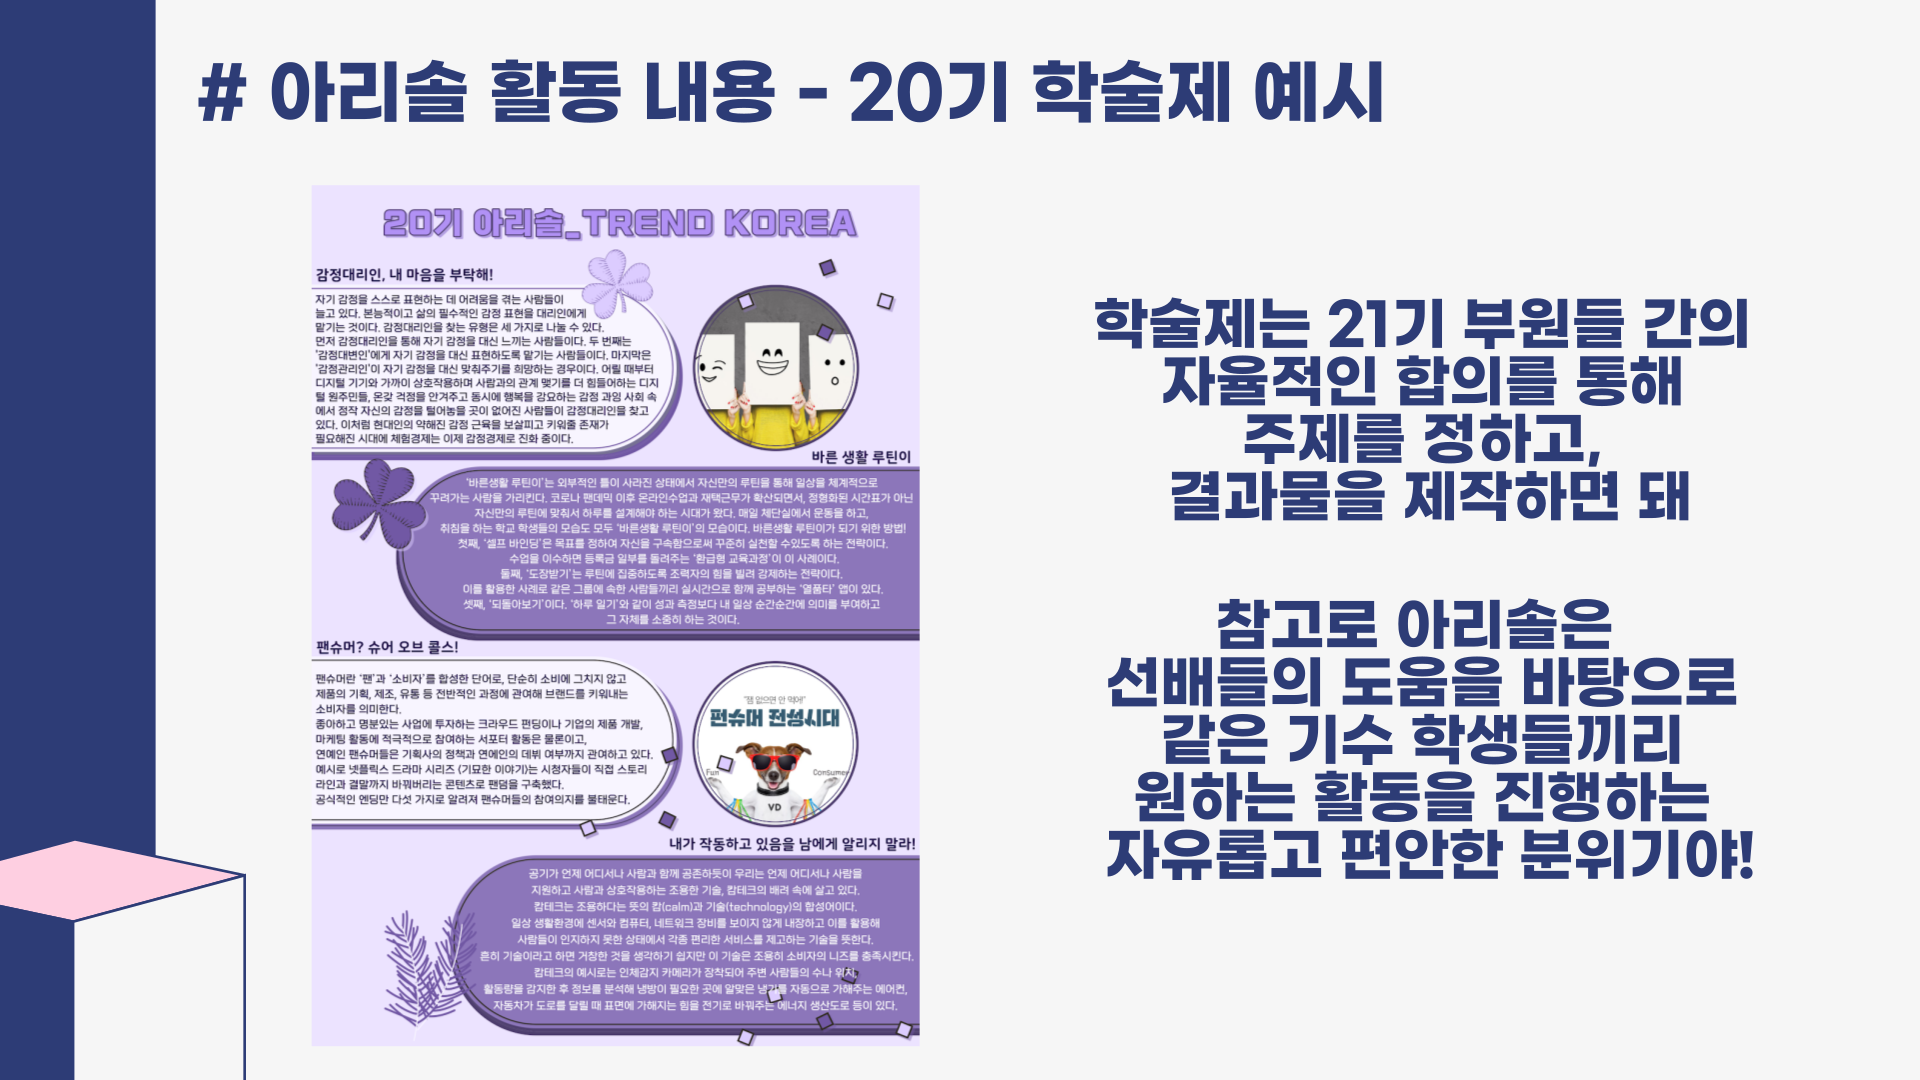 # 아리솔 활동 내용 - 20기 학술제 예시
20기 아리솔_TREND KOREA
감정대리인, 내 마음을 부탁해!
자기 감정을 스스로 표현하는 데 어려움을 겪는 사람들이
늘고 있다. 본능적이고 삶의 필수적인 감정 표현을 대리인에게
맡기는 것이다. 감정대리인을 찾는 유형은 세 가지로 나눌 수 있다.
먼저 감정대리인을 통해 자기 감정을 대신 느끼는 사람들이다. 두 번째는
'감정대변인'에게 자기 감정을 대신 표현하도록 맡기는 사람들이다. 마지막은
'감정관리인'이 자기 감정을 대신 맞춰주기를 희망하는 경우이다. 어릴 때부터
디지털 기기와 가까이 상호작용하며 사람과의 관계 맺기를 더 힘들어하는 디지
털 원주민들, 온갖 걱정을 안겨주고 동시에 행복을 강요하는 감정 과잉 사회 속
에서 정작 자신의 감정을 털어놓을 곳이 없어진 사람들이 감정대리인을 찾고
있다. 이처럼 현대인의 약해진 감정 근육을 보살피고 키워줄 존재가
필요해진 시대에 체험경제는 이제 감정경제로 진화 중이다.
바른 생활 루틴이
'바른생활 루틴이'는 외부적인 틀이 사라진 상태에서 자신만의 루틴을 통해 일상을 체계적으로
꾸려가는 사람을 가리킨다. 코로나 팬데믹 이후 온라인수업과 재택근무가 확산되면서, 정형화된 시간표가 아닌
자신만의 루틴에 맞춰서 하루를 설계해야 하는 시대가 왔다. 매일 체단실에서 운동을 하고,
취침을 하는 학교 학생들의 모습도 모두 '바른생활 루틴이'의 모습이다. 바른생활 루틴이가 되기 위한 방법!
첫째, '셀프 바인딩'은 목표를 정하여 자신을 구속함으로써 꾸준히 실천할 수있도록 하는 전략이다.
수업을 이수하면 등록금 일부를 돌려주는 '환급형 교육과정'이 이 사례이다.
둘째, '도장받기'는 루틴에 집중하도록 조력자의 힘을 빌려 강제하는 전략이다.
이를 활용한 사례로 같은 그룹에 속한 사람들끼리 실시간으로 함께 공부하는 '열품타' 앱이 있다.
셋째, '되돌아보기'이다. '하루 일기'와 같이 성과 측정보다 내 일상 순간순간에 의미를 부여하고
그 자체를 소중히 하는 것이다.
팬슈머? 슈어 오브 콜스!
팬슈머란 '팬'과 '소비자'를 합성한 단어로, 단순히 소비에 그치지 않고
제품의 기획, 제조, 유통 등 전반적인 과정에 관여해 브랜드를 키워내는
소비자를 의미한다.
좋아하고 명분있는 사업에 투자하는 크라우드 펀딩이나 기업의 제품 개발,
마케팅 활동에 적극적으로 참여하는 서포터 활동은 물론이고,
연예인 팬슈머들은 기획사의 정책과 연예인의 데뷔 여부까지 관여하고 있다.
예시로 넷플릭스 드라마 시리즈 (기묘한 이야기)는 시청자들이 직접 스토리
라인과 결말까지 바꿔버리는 콘텐츠로 팬덤을 구축했다.
공식적인 엔딩만 다섯 가지로 알려져 팬슈머들의 참여의지를 불태운다.
"잼 없으면 안 먹어!"
펀슈머 전성시대
Fun
Consumer
VD
내가 작동하고 있음을 남에게 알리지 말라!
공기가 언제 어디서나 사람과 함께 공존하듯이 우리는 언제 어디서나 사람을
지원하고 사람과 상호작용하는 조용한 기술, 캄테크의 배려 속에 살고 있다.
캄테크는 조용하다는 뜻의 캄(calm)과 기술(technology)의 합성어이다.
일상 생활환경에 센서와 컴퓨터, 네트워크 장비를 보이지 않게 내장하고 이를 활용해
사람들이 인지하지 못한 상태에서 각종 편리한 서비스를 제고하는 기술을 뜻한다.
흔히 기술이라고 하면 거창한 것을 생각하기 쉽지만 이 기술은 조용히 소비자의 니즈를 충족시킨다.
캄테크의 예시로는 인체감지 카메라가 장착되어 주변 사람들의 수나 위치,
활동량을 감지한 후 정보를 분석해 냉방이 필요한 곳에 알맞은 냉기를 자동으로 가해주는 에어컨,
자동차가 도로를 달릴 때 표면에 가해지는 힘을 전기로 바꿔주는 에너지 생산도로 등이 있다.
학술제는 21기 부원들 간의
자율적인 합의를 통해
주제를 정하고,
결과물을 제작하면 돼
참고로 아리솔은
선배들의 도움을 바탕으로
같은 기수 학생들끼리
원하는 활동을 진행하는
자유롭고 편안한 분위기야!